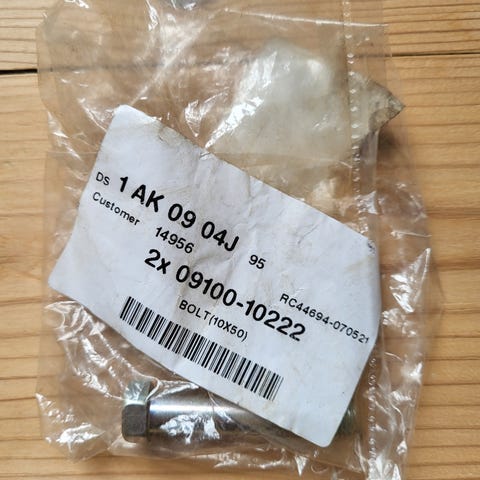 DS 1 AK 09 04J 95
Customer 14956 RC44694-070521
2x 09100-10222
BOLT(10X50)